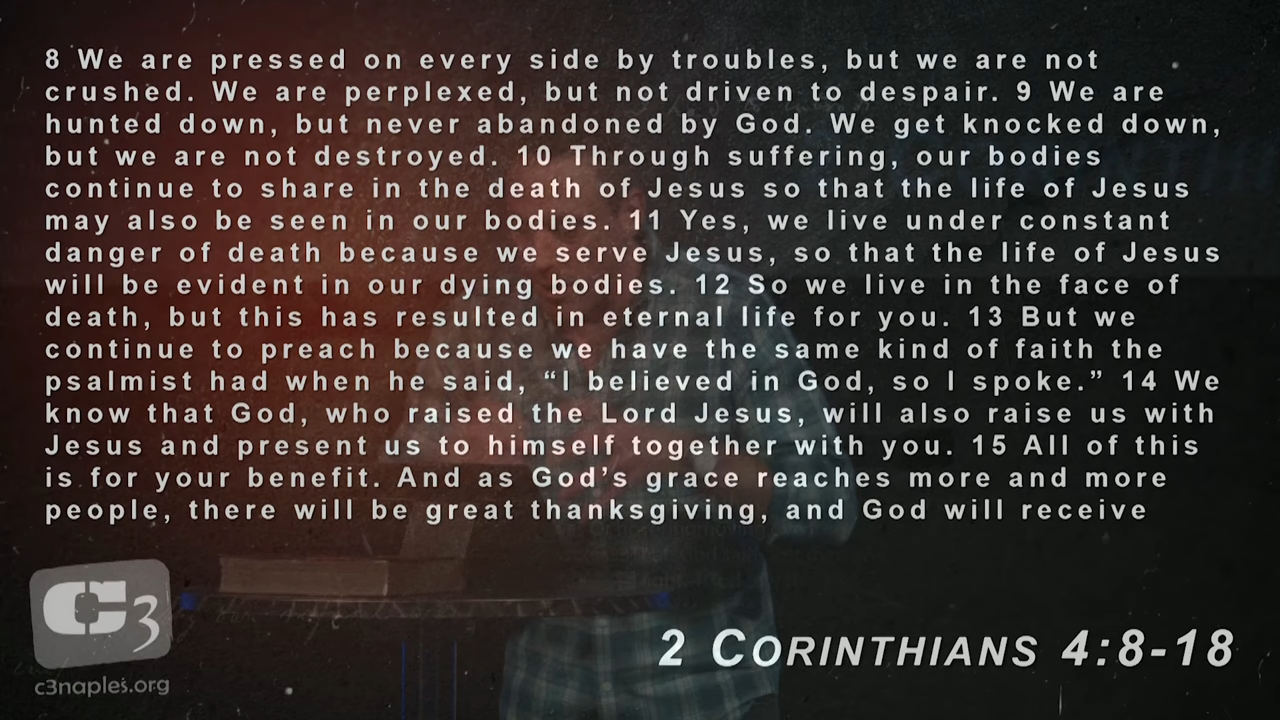 8 We are pressed on every side by troubles, but we are not
crushed. We are perplexed, but not driven to despair. 9 We are
hunted down, but never abandoned by God. We get knocked down,
but we are not destroyed. 10 Through suffering, our bodies
continue to share in the death of Jesus so that the life of Jesus
may also be seen in our bodies. 11 Yes, we live under constant
danger of death because we serve Jesus, so that the life of Jesus
will be evident in our dying bodies. 12 So we live in the face of
death, but this has resulted in eternal life for you. 13 But we
continue to preach because we have the same kind of faith the
psalmist had when he said, “I believed in God, so I spoke.” 14 We
know that God, who raised the Lord Jesus, will also raise us with
Jesus and present us to himself together with you. 15 All of this
is for your benefit. And as God’s grace reaches more and more
people, there will be great thanksgiving, and God will receive
C3
c3naples.org
2 CORINTHIANS 4:8-18